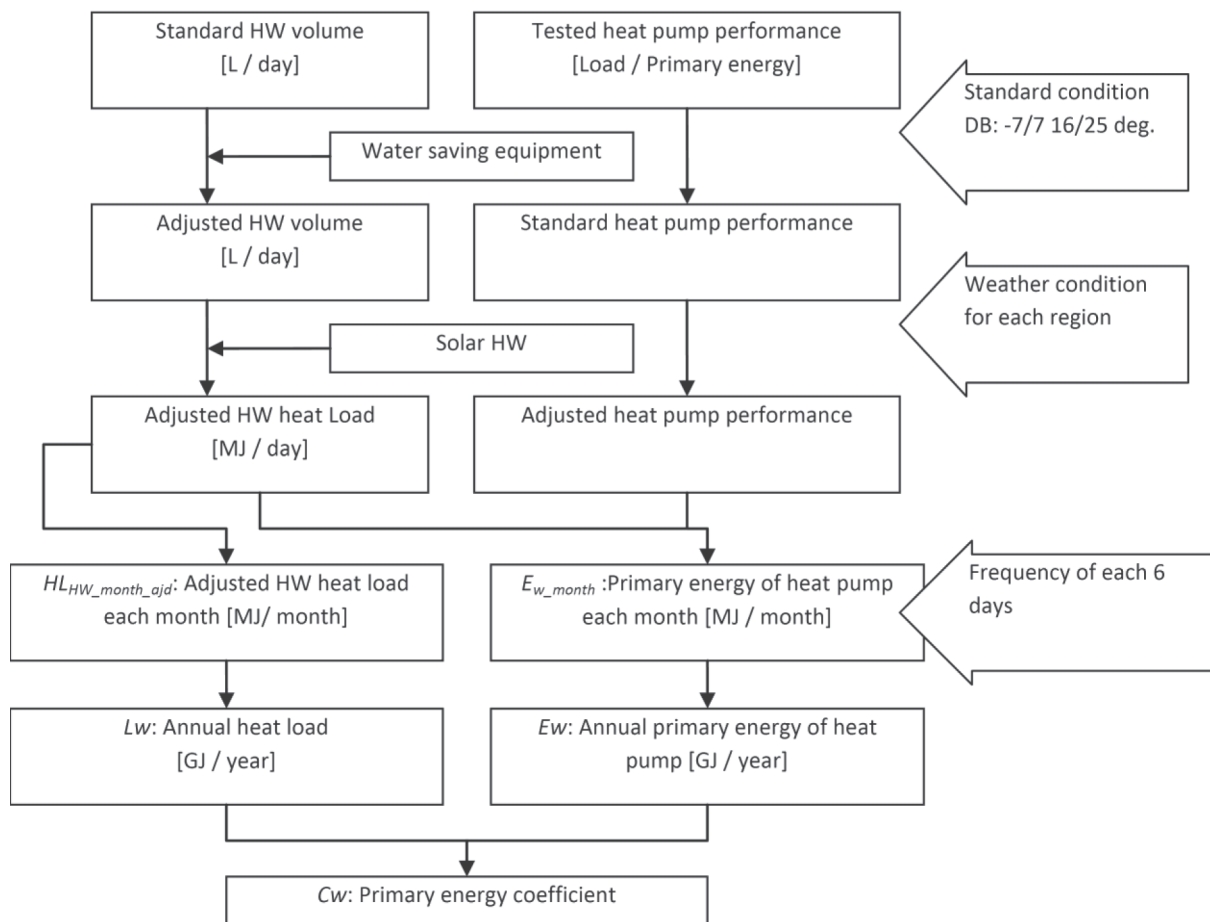 Standard HW volume
[L / day]
Tested heat pump performance
[Load / Primary energy]
Standard condition
DB: -7/7 16/25 deg.
Water saving equipment
Adjusted HW volume
[L / day]
Standard heat pump performance
Weather condition
for each region
Solar HW
Adjusted HW heat Load
[MJ / day]
Adjusted heat pump performance
HL_HW_month_ajd: Adjusted HW heat load
each month [MJ/ month]
E_w_month :Primary energy of heat pump
each month [MJ / month]
Frequency of each 6
days
Lw: Annual heat load
[GJ / year]
Ew: Annual primary energy of heat
pump [GJ / year]
Cw: Primary energy coefficient